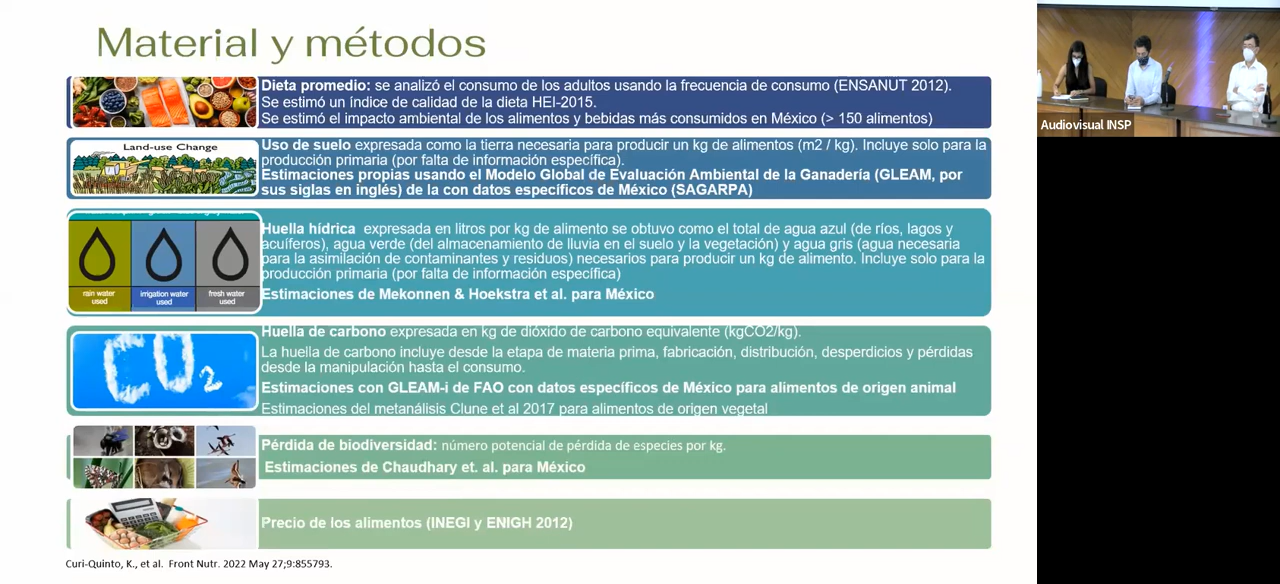 Material y métodos
Dieta promedio: se analizó el consumo de los adultos usando la frecuencia de consumo (ENSANUT 2012).
Se estimó un índice de calidad de la dieta HEI-2015.
Se estimó el impacto ambiental de los alimentos y bebidas más consumidos en México (> 150 alimentos)
Land-use Change
Uso de suelo expresada como la tierra necesaria para producir un kg de alimentos (m2 / kg). Incluye solo para la
producción primaria (por falta de información específica).
Estimaciones propias usando el Modelo Global de Evaluación Ambiental de la Ganadería (GLEAM, por
sus siglas en inglés) de la con datos específicos de México (SAGARPA)
rain water
used
irrigation water
used
fresh water
used
Huella hídrica expresada en litros por kg de alimento se obtuvo como el total de agua azul (de ríos, lagos y
acuíferos), agua verde (del almacenamiento de lluvia en el suelo y la vegetación) y agua gris (agua necesaria
para la asimilación de contaminantes y residuos) necesarios para producir un kg de alimento. Incluye solo para la
producción primaria (por falta de información específica)
Estimaciones de Mekonnen & Hoekstra et al. para México
CO2
Huella de carbono expresada en kg de dióxido de carbono equivalente (kgCO2/kg).
La huella de carbono incluye desde la etapa de materia prima, fabricación, distribución, desperdicios y pérdidas
desde la manipulación hasta el consumo.
Estimaciones con GLEAM-i de FAO con datos específicos de México para alimentos de origen animal
Estimaciones del metanálisis Clune et al 2017 para alimentos de origen vegetal
Pérdida de biodiversidad: número potencial de pérdida de especies por kg.
Estimaciones de Chaudhary et. al. para México
Precio de los alimentos (INEGI y ENIGH 2012)
Curi-Quinto, K., et al. Front Nutr. 2022 May 27;9:855793.
Audiovisual INSP